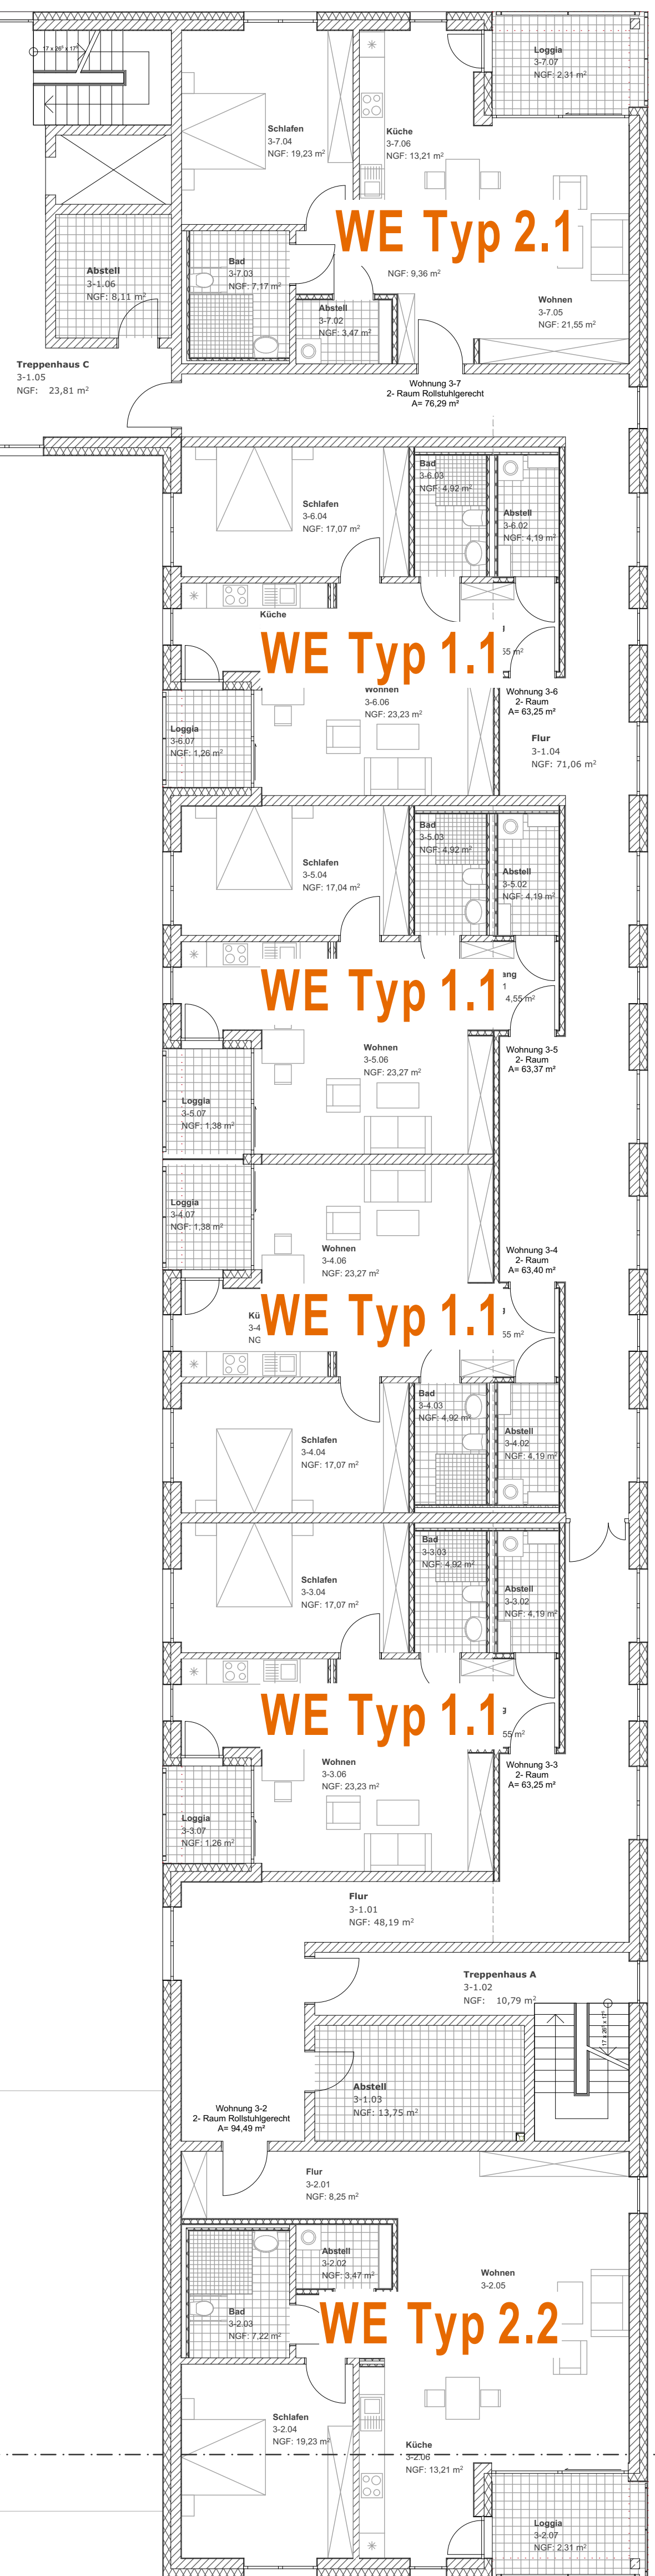 17 x 26⁵ x 17⁵
Loggia
3-7.07
NGF: 2,31 m²
Schlafen
3-7.04
NGF: 19,23 m²
Küche
3-7.06
NGF: 13,21 m²
WE Typ 2.1
Bad
3-7.03
NGF: 7,17 m²
NGF: 9,36 m²
Abstell
3-1.06
NGF: 8,11 m²
Abstell
3-7.02
NGF: 3,47 m²
Wohnen
3-7.05
NGF: 21,55 m²
Treppenhaus C
3-1.05
NGF: 23,81 m²
Wohnung 3-7
2- Raum Rollstuhlgerecht
A= 76,29 m²
Bad
3-6.03
NGF: 4,92 m²
Schlafen
3-6.04
NGF: 17,07 m²
Abstell
3-6.02
NGF: 4,19 m²
Küche
WE Typ 1.1
g
55 m²
Wohnen
3-6.06
NGF: 23,23 m²
Wohnung 3-6
2- Raum
A= 63,25 m²
Loggia
3-6.07
NGF: 1,26 m²
Flur
3-1.04
NGF: 71,06 m²
Bad
3-5.03
NGF: 4,92 m²
Schlafen
3-5.04
NGF: 17,04 m²
Abstell
3-5.02
NGF: 4,19 m²
WE Typ 1.1
ang
1
4,55 m²
Wohnen
3-5.06
NGF: 23,27 m²
Wohnung 3-5
2- Raum
A= 63,37 m²
Loggia
3-5.07
NGF: 1,38 m²
Loggia
3-4.07
NGF: 1,38 m²
Wohnen
3-4.06
NGF: 23,27 m²
Wohnung 3-4
2- Raum
A= 63,40 m²
Kü
3-4
NG
WE Typ 1.1
g
55 m²
Bad
3-4.03
NGF: 4,92 m²
Schlafen
3-4.04
NGF: 17,07 m²
Abstell
3-4.02
NGF: 4,19 m²
Bad
3-3.03
NGF: 4,92 m²
Schlafen
3-3.04
NGF: 17,07 m²
Abstell
3-3.02
NGF: 4,19 m²
WE Typ 1.1
g
55 m²
Wohnen
3-3.06
NGF: 23,23 m²
Wohnung 3-3
2- Raum
A= 63,25 m²
Loggia
3-3.07
NGF: 1,26 m²
Flur
3-1.01
NGF: 48,19 m²
Treppenhaus A
3-1.02
NGF: 10,79 m²
17 x 26⁵ x 17⁵
Abstell
3-1.03
NGF: 13,75 m²
Wohnung 3-2
2- Raum Rollstuhlgerecht
A= 94,49 m²
Flur
3-2.01
NGF: 8,25 m²
Abstell
3-2.02
NGF: 3,47 m²
Wohnen
3-2.05
Bad
3-2.03
NGF: 7,22 m²
WE Typ 2.2
Schlafen
3-2.04
NGF: 19,23 m²
Küche
3-2.06
NGF: 13,21 m²
Loggia
3-2.07
NGF: 2,31 m²